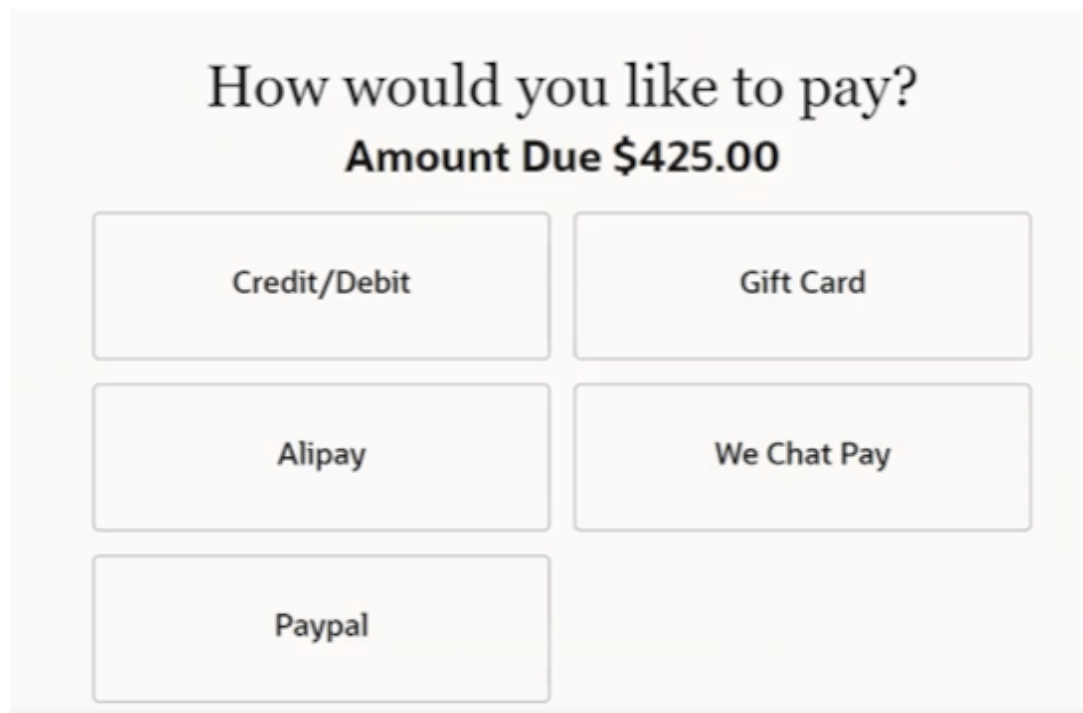 How would you like to pay?
Amount Due $425.00
Credit/Debit
Gift Card
Alipay
We Chat Pay
Paypal